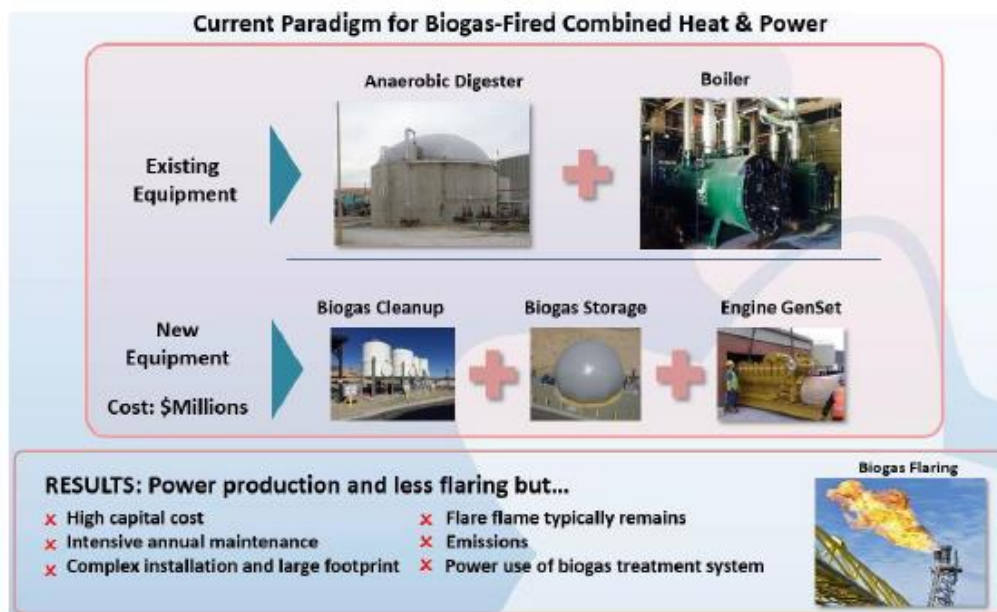 Current Paradigm for Biogas-Fired Combined Heat & Power
Anaerobic Digester
Boiler
Existing
Equipment
Biogas Cleanup
Biogas Storage
Engine GenSet
New
Equipment
Cost: $Millions
Biogas Flaring
RESULTS: Power production and less flaring but...
x High capital cost
x Intensive annual maintenance
x Complex installation and large footprint
x Flare flame typically remains
x Emissions
x Power use of biogas treatment system